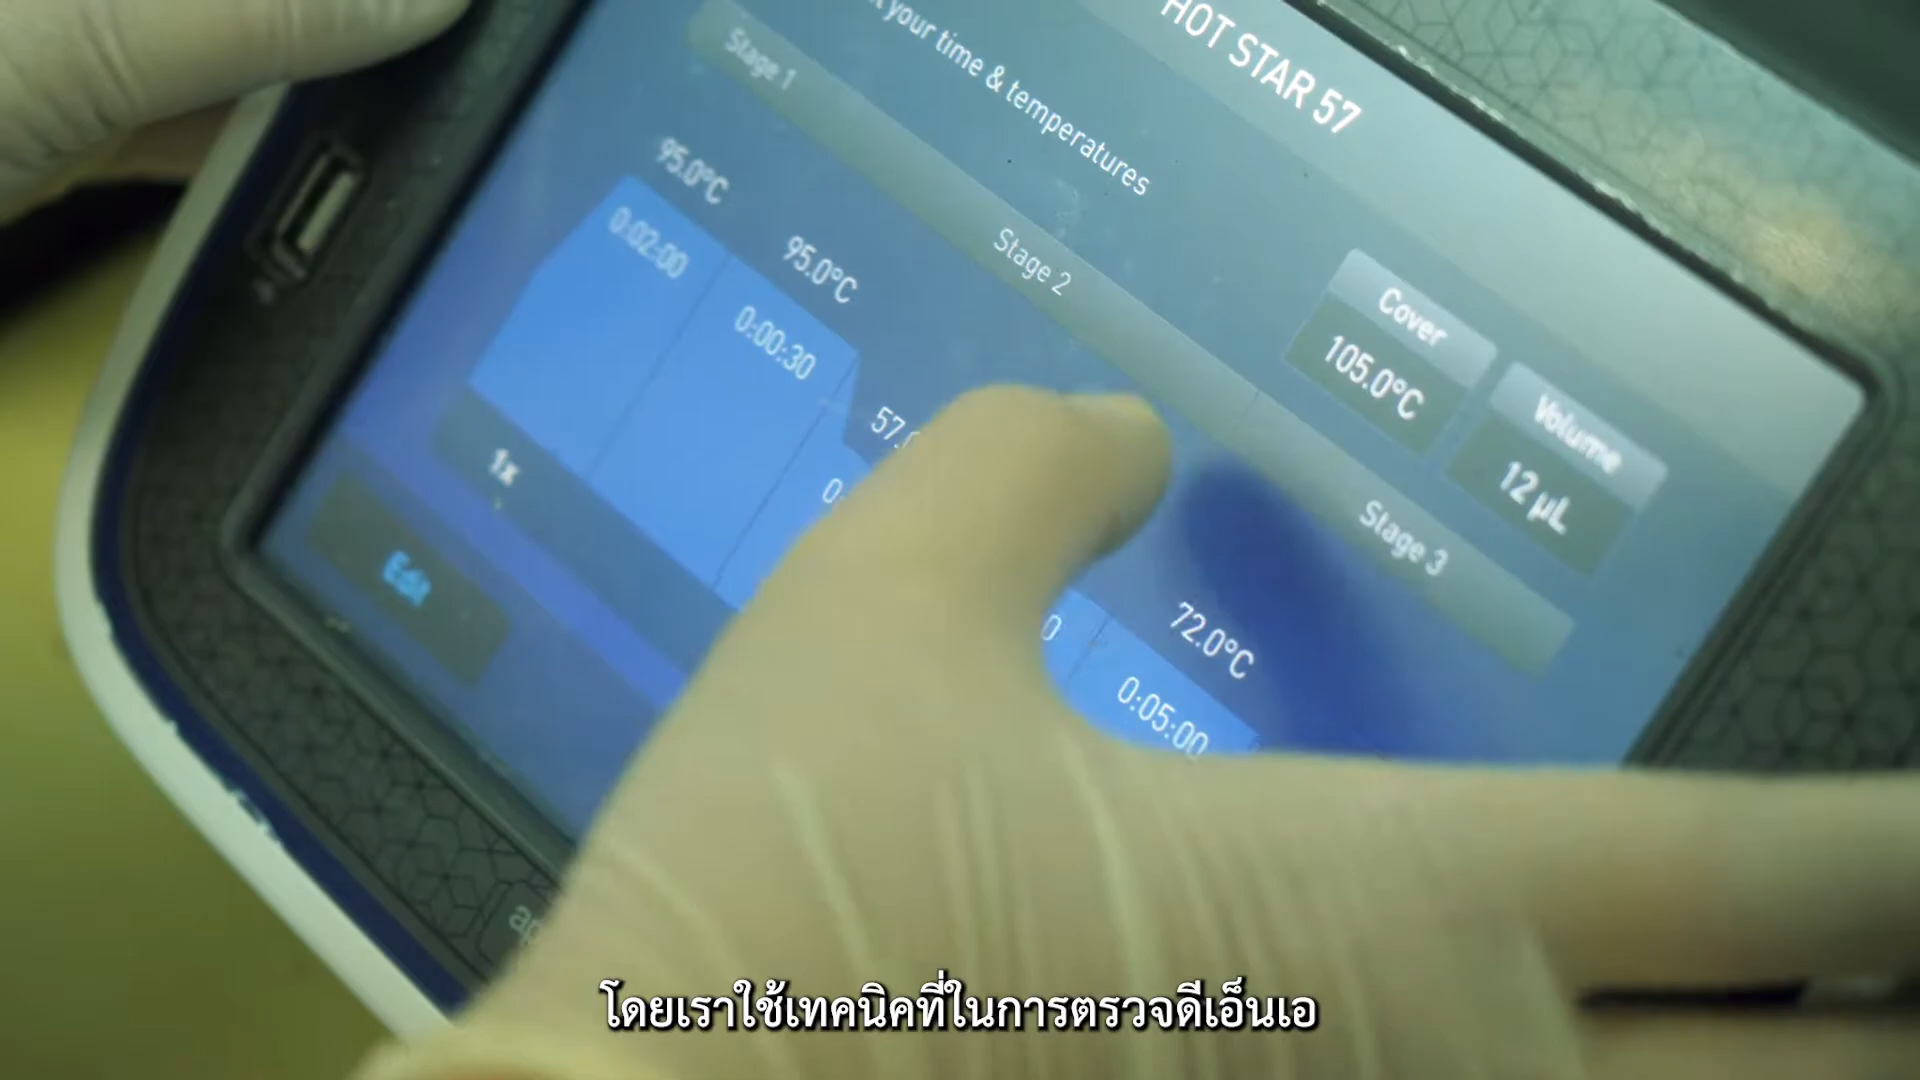 HOT STAR 57
your time & temperatures
Stage 1
Stage 2
Stage 3
Cover
105.0°C
Volume
12 µL
95.0°C
0:02:00
95.0°C
0:00:30
72.0°C
0:05:00
1x
Edit
โดยเราใช้เทคนิคที่ในการตรวจดีเอ็นเอ